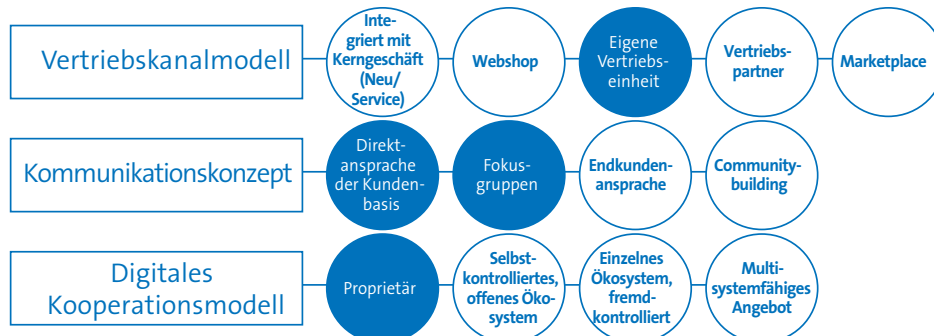 Vertriebskanalmodell
Inte-
griert mit
Kerngeschäft
(Neu/
Service)
Webshop
Eigene
Vertriebs-
einheit
Vertriebs-
partner
Marketplace
Kommunikationskonzept
Direkt-
ansprache
der Kunden-
basis
Fokus-
gruppen
Endkunden-
ansprache
Community-
building
Digitales
Kooperationsmodell
Proprietär
Selbst-
kontrolliertes,
offenes Öko-
system
Einzelnes
Ökosystem,
fremd-
kontrolliert
Multi-
systemfähiges
Angebot